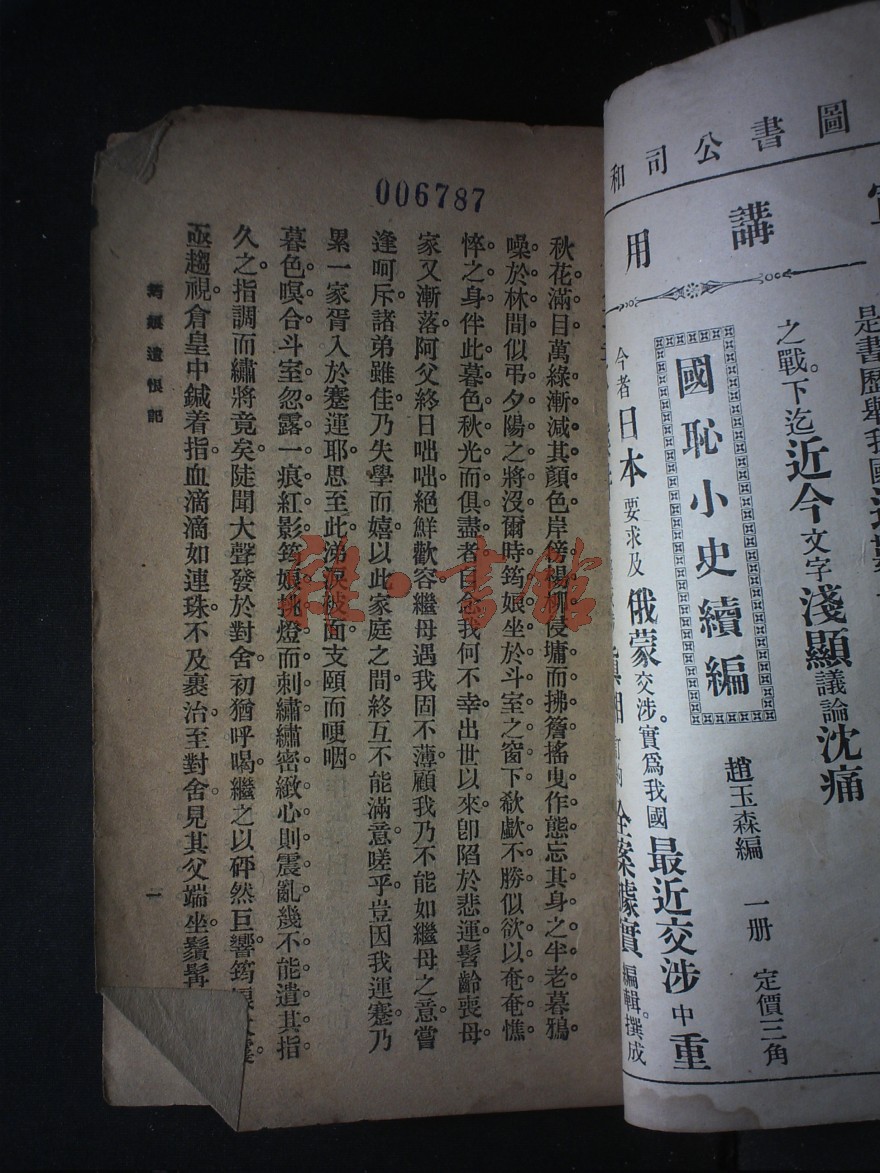 圖書公司和
講用
之戰。下迄近今文字淺顯議論沈痛
趙玉森編 一册 定價三角
國恥小史續編
今者日本要求及俄蒙交涉。實爲我國最近交涉中重
全案據實編輯。撰成
006787
秋花滿目。萬綠漸減其顏色。岸傍楊柳。侵墉而拂簷。搖曳作態。忘其身之半老。暮鴉
噪於林間。似弔夕陽之將沒。爾時筠娘坐於斗室之窗下。欷歔不勝。似欲以奄奄憔
悴之身。伴此暮色秋光而俱盡者。自念我何不幸。出世以來。卽陷於悲運。髫齡喪母。
家又漸落。阿父終日咄咄。絕鮮歡容。繼母遇我固不薄。顧我乃不能如繼母之意。嘗
逢呵斥。諸弟雖佳。乃失學而嬉。以此家庭之間。終互不能滿意。嗟乎。豈因我運蹇。乃
累一家胥入於蹇運耶。思至此。涕淚被面。支頤而哽咽。
暮色暝合。斗室忽露一痕紅影。筠娘挑燈而刺繡。繡密緻。心則震亂。幾不能遣其指。
久之。指調而繡將竟矣。陡聞大聲發於對舍。初猶呼喝。繼之以砰然巨響。筠娘
亟趨視。倉皇中鍼着指。血滴滴如連珠。不及裹治。至對舍。見其父端坐。鬚髯
筠娘遺恨記
一
雅·書館